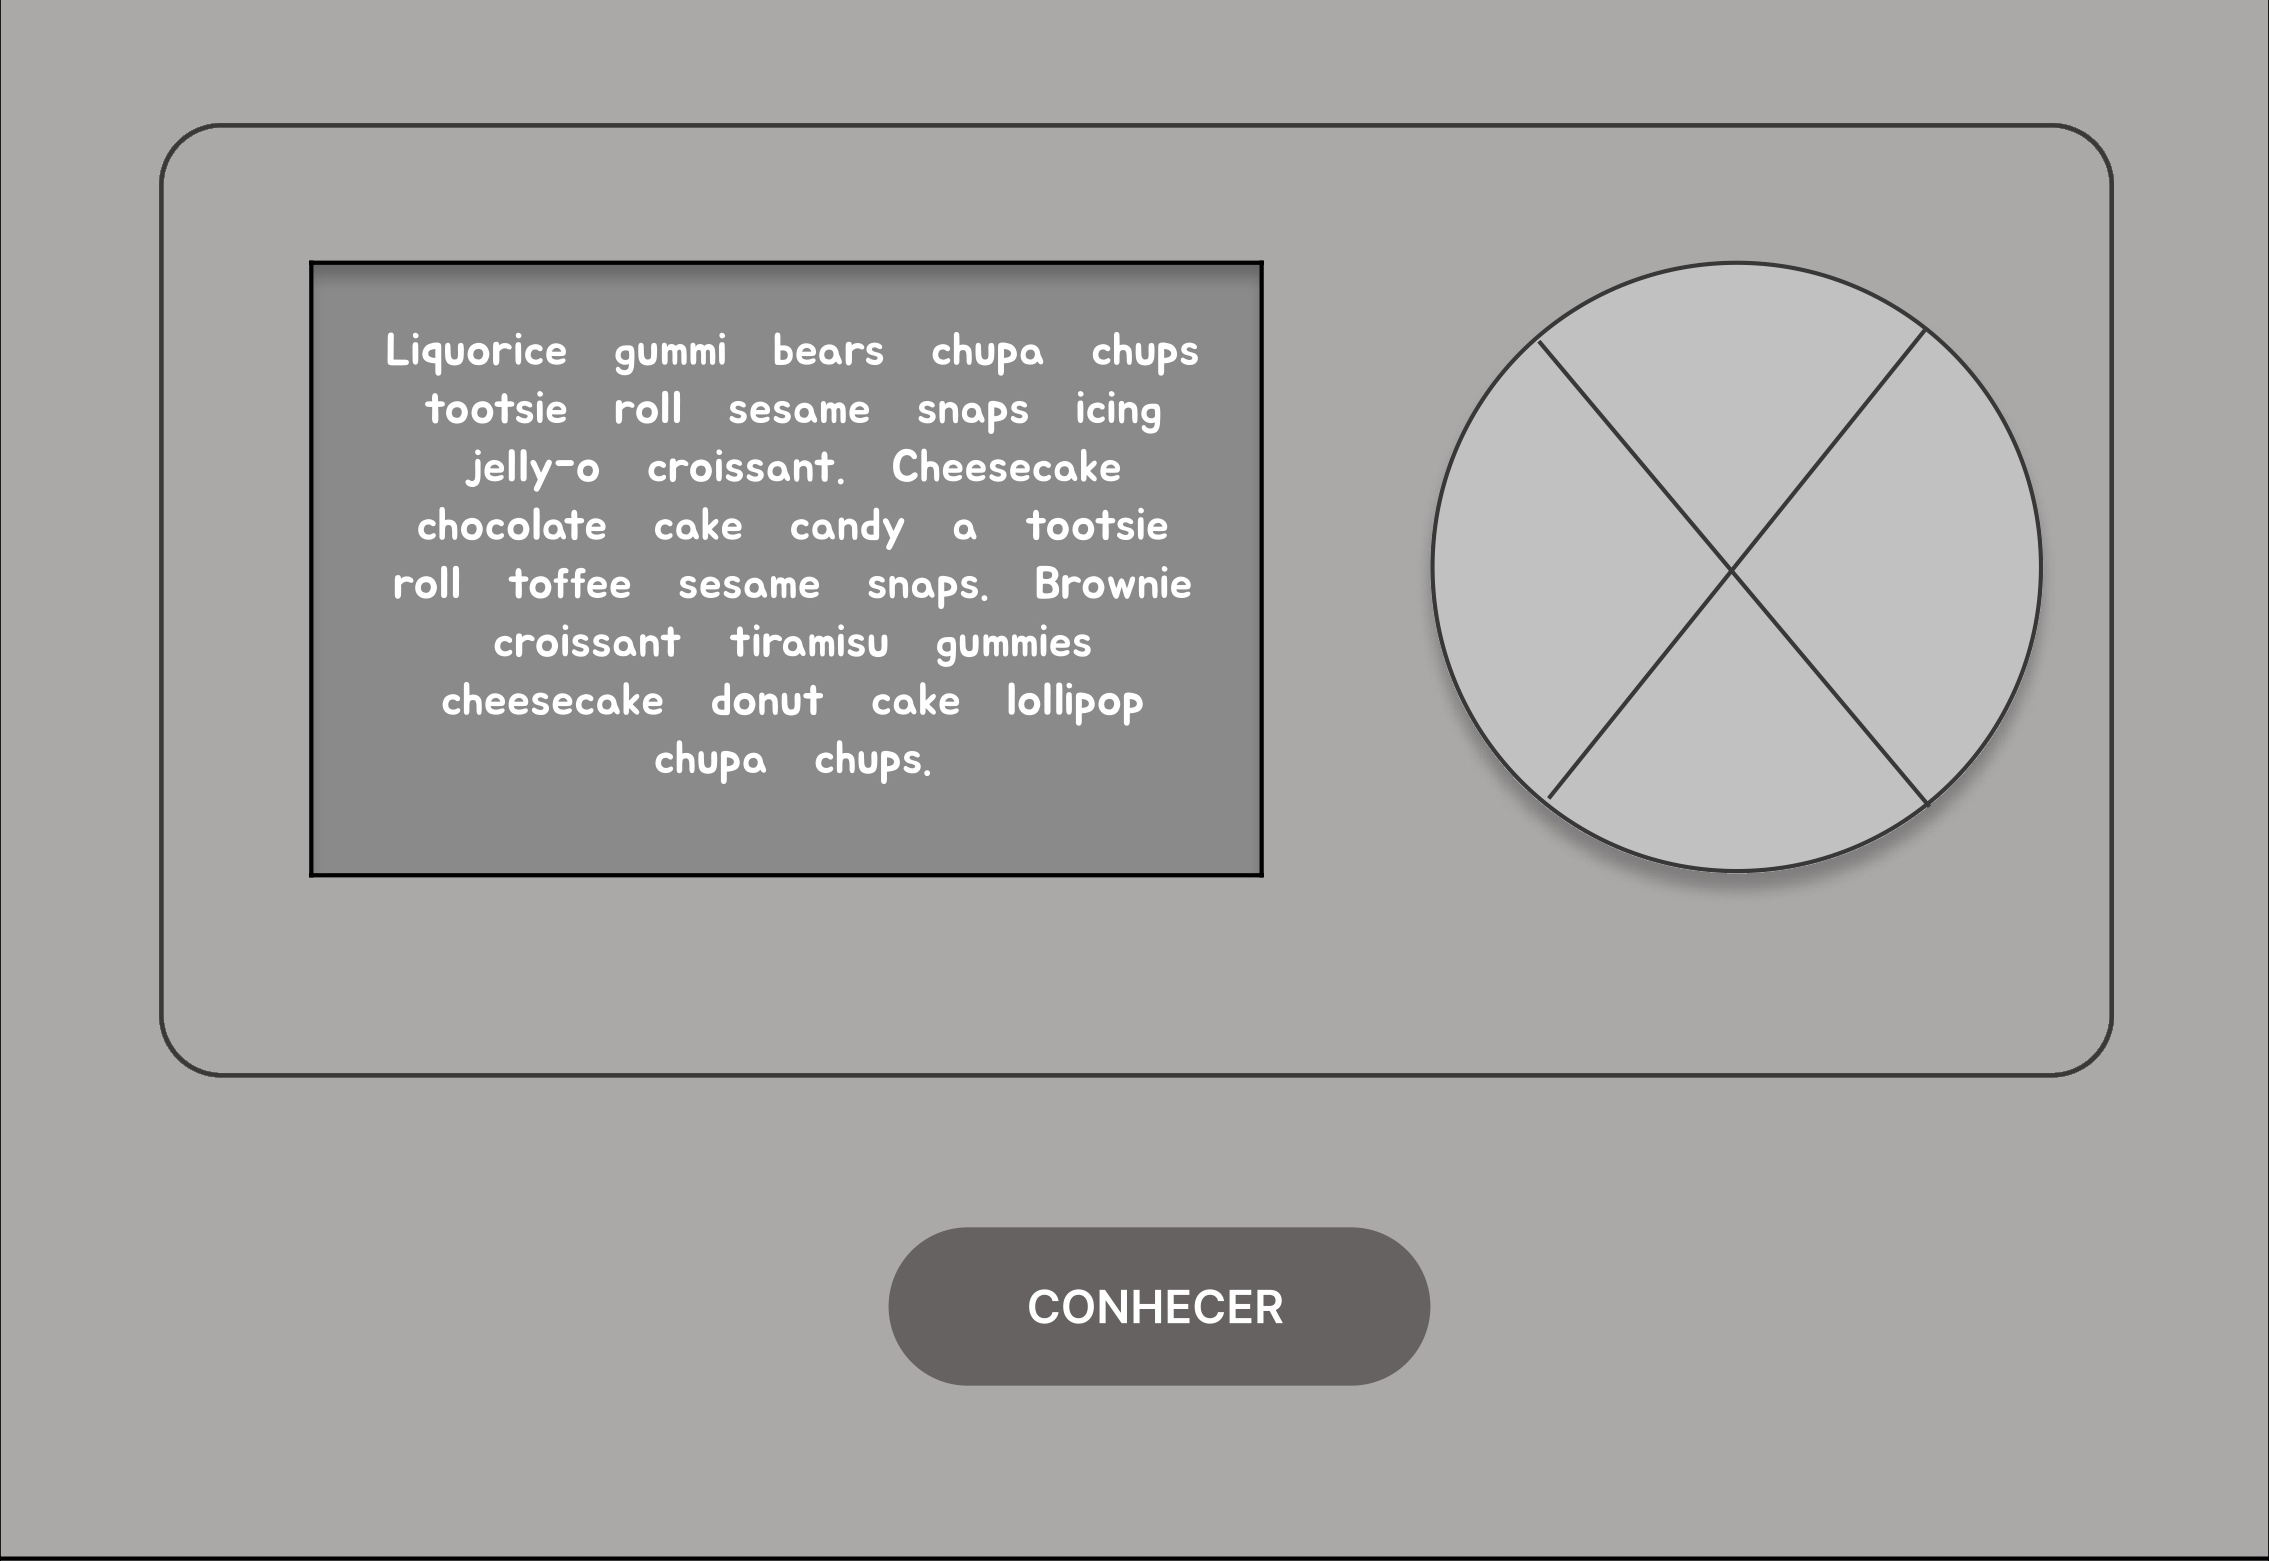 Liquorice gummi bears chupa chups
tootsie roll sesame snaps icing
jelly-o croissant. Cheesecake
chocolate cake candy a tootsie
roll toffee sesame snaps. Brownie
croissant tiramisu gummies
cheesecake donut cake lollipop
chupa chups.
CONHECER